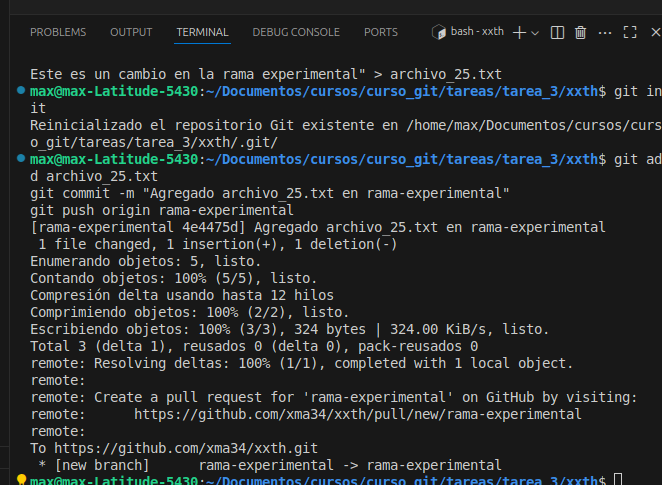 PROBLEMS OUTPUT TERMINAL DEBUG CONSOLE PORTS bash - xxth
Este es un cambio en la rama experimental" > archivo_25.txt
max@max-Latitude-5430:~/Documentos/cursos/curso_git/tareas/tarea_3/xxth$ git in
it
Reinicializado el repositorio Git existente en /home/max/Documentos/cursos/curs
o_git/tareas/tarea_3/xxth/.git/
max@max-Latitude-5430:~/Documentos/cursos/curso_git/tareas/tarea_3/xxth$ git ad
d archivo_25.txt
git commit -m "Agregado archivo_25.txt en rama-experimental"
git push origin rama-experimental
[rama-experimental 4e4475d] Agregado archivo_25.txt en rama-experimental
 1 file changed, 1 insertion(+), 1 deletion(-)
Enumerando objetos: 5, listo.
Contando objetos: 100% (5/5), listo.
Compresión delta usando hasta 12 hilos
Comprimiendo objetos: 100% (2/2), listo.
Escribiendo objetos: 100% (3/3), 324 bytes | 324.00 KiB/s, listo.
Total 3 (delta 1), reusados 0 (delta 0), pack-reusados 0
remote: Resolving deltas: 100% (1/1), completed with 1 local object.
remote:
remote: Create a pull request for 'rama-experimental' on GitHub by visiting:
remote:      https://github.com/xma34/xxth/pull/new/rama-experimental
remote:
To https://github.com/xma34/xxth.git
 * [new branch]      rama-experimental -> rama-experimental
max@max-Latitude-5430:~/Documentos/cursos/curso_git/tareas/tarea_3/xxth$